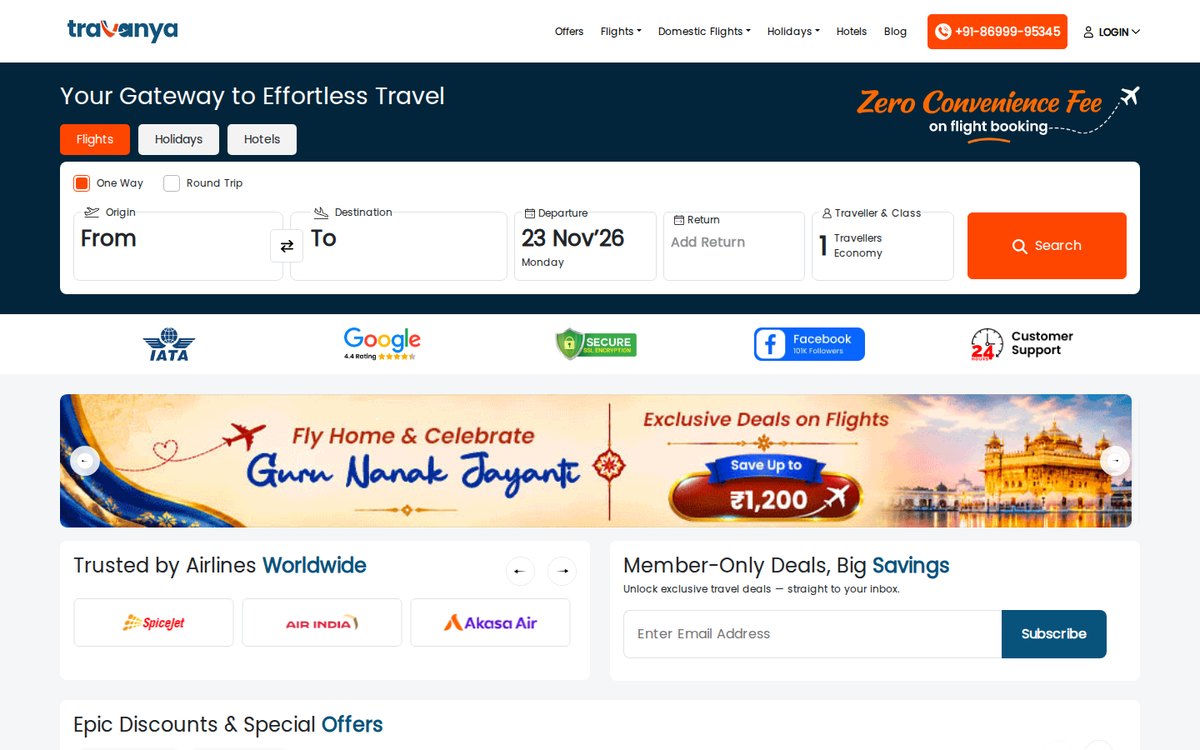 travanya
Offers Flights Domestic Flights Holidays Hotels Blog +91-86999-95345 LOGIN
Your Gateway to Effortless Travel
Zero Convenience Fee
on flight booking
Flights Holidays Hotels
One Way Round Trip
Origin
From
Destination
To
Departure
23 Nov’26
Monday
Return
Add Return
Traveller & Class
1 Travellers
Economy
Search
IATA
Google
4.4 Rating
SECURE
SSL ENCRYPTION
Facebook
101K Followers
24
HOURS
Customer
Support
Fly Home & Celebrate
Guru Nanak Jayanti
Exclusive Deals on Flights
Save Up to
₹1,200
Trusted by Airlines Worldwide
SpiceJet
AIR INDIA
Akasa Air
Member-Only Deals, Big Savings
Unlock exclusive travel deals — straight to your inbox.
Enter Email Address
Subscribe
Epic Discounts & Special Offers